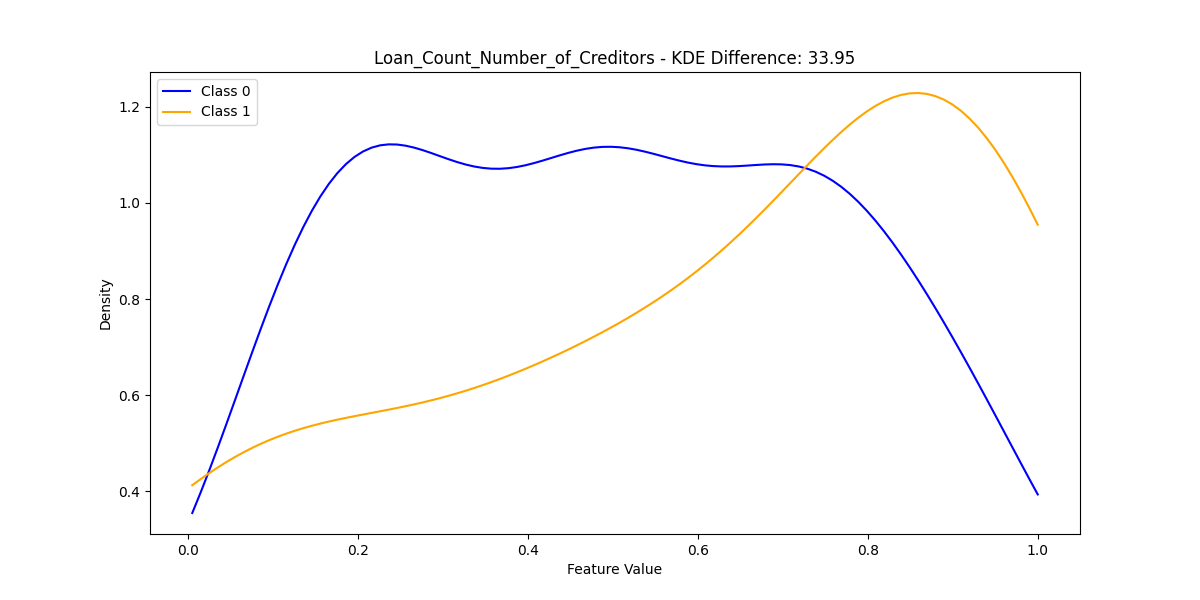 Loan_Count_Number_of_Creditors - KDE Difference: 33.95
Class 0
Class 1
Density
1.2
1.0
0.8
0.6
0.4
0.0 0.2 0.4 0.6 0.8 1.0
Feature Value